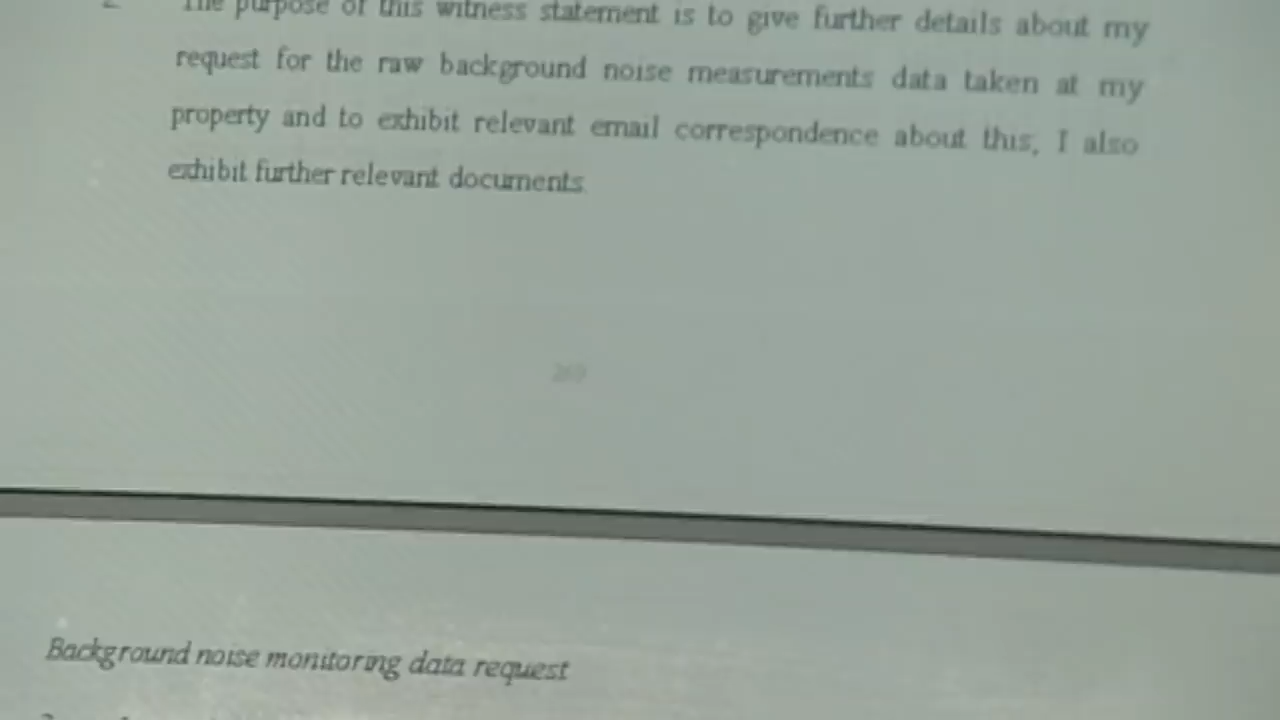 The purpose of this witness statement is to give further details about my
request for the raw background noise measurements data taken at my
property and to exhibit relevant email correspondence about this, I also
exhibit further relevant documents.
Background noise monitoring data request